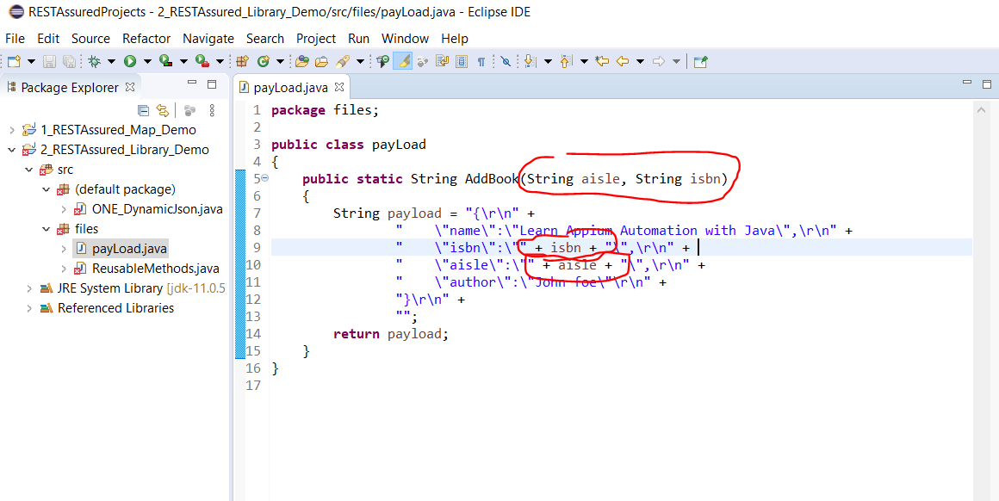 RESTAssuredProjects - 2_RESTAssured_Library_Demo/src/files/payLoad.java - Eclipse IDE
File Edit Source Refactor Navigate Search Project Run Window Help
Package Explorer
1_RESTAssured_Map_Demo
2_RESTAssured_Library_Demo
src
(default package)
ONE_DynamicJson.java
files
payLoad.java
ReusableMethods.java
JRE System Library [jdk-11.0.5
Referenced Libraries
payLoad.java
1 package files;
2
3 public class payLoad
4 {
5 public static String AddBook(String aisle, String isbn)
6 {
7 String payload = "{\r\n" +
8 "    \"name\":\"Learn Appium Automation with Java\",\r\n" +
9 "    \"isbn\":\"" + isbn + "\",\r\n" +
10 "    \"aisle\":\"" + aisle + "\",\r\n" +
11 "    \"author\":\"John foe\"\r\n" +
12 "}\r\n" +
13 "";
14 return payload;
15 }
16 }
17